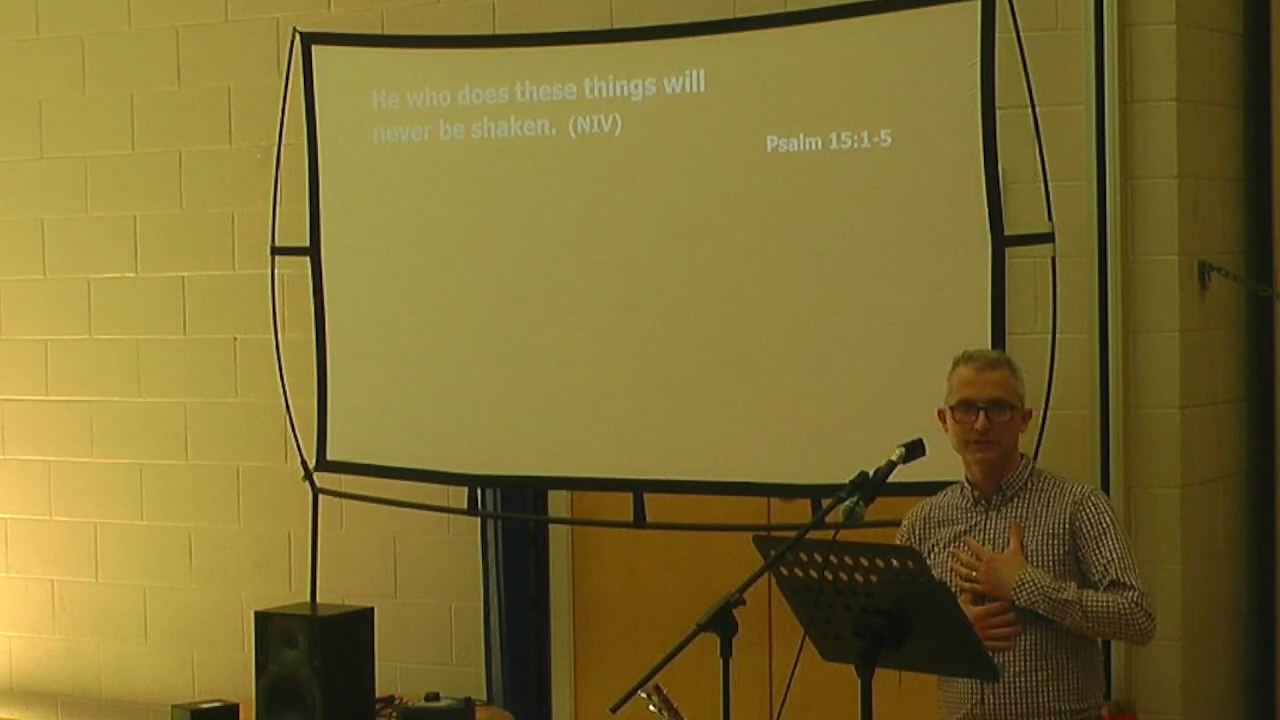 He who does these things will
never be shaken. (NIV)
Psalm 15:1-5